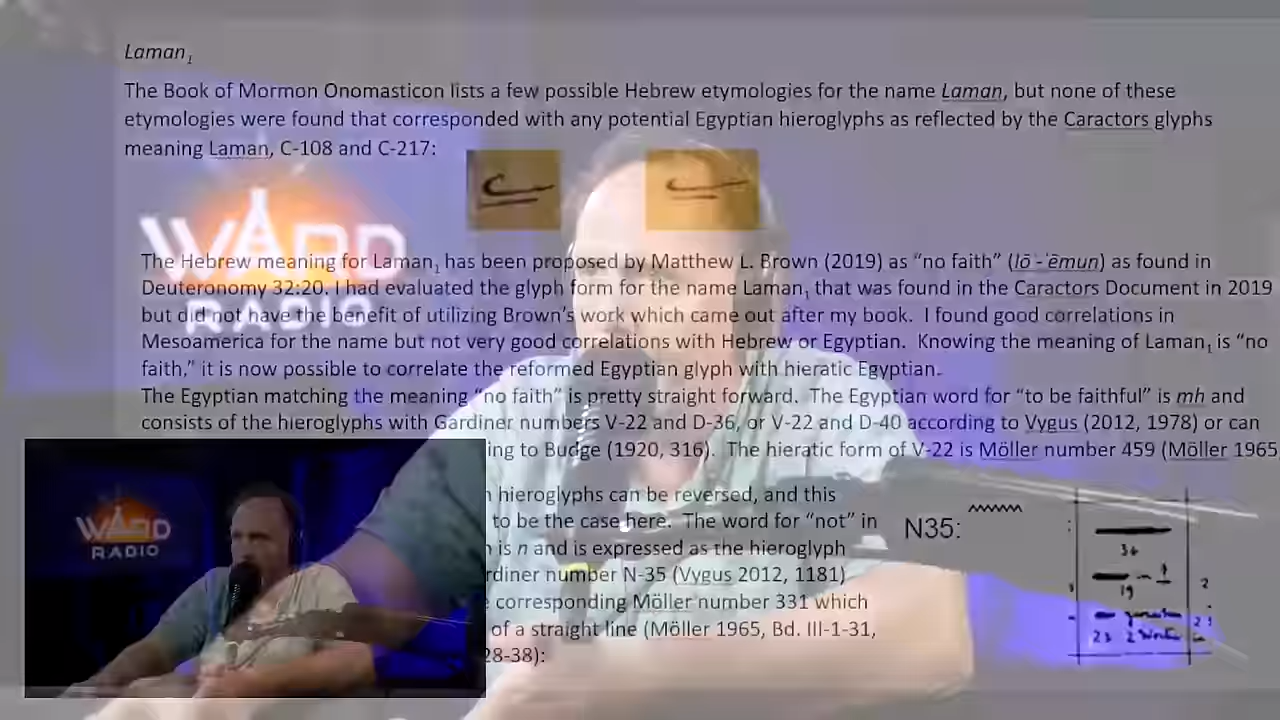 Laman1
The Book of Mormon Onomasticon lists a few possible Hebrew etymologies for the name Laman, but none of these
etymologies were found that corresponded with any potential Egyptian hieroglyphs as reflected by the Caractors glyphs
meaning Laman, C-108 and C-217:
WARD
RADIO
The Hebrew meaning for Laman1 has been proposed by Matthew L. Brown (2019) as “no faith” (lō -ʾēmun) as found in
Deuteronomy 32:20. I had evaluated the glyph form for the name Laman1 that was found in the Caractors Document in 2019
but did not have the benefit of utilizing Brown’s work which came out after my book. I found good correlations in
Mesoamerica for the name but not very good correlations with Hebrew or Egyptian. Knowing the meaning of Laman1 is “no
faith,” it is now possible to correlate the reformed Egyptian glyph with hieratic Egyptian.
The Egyptian matching the meaning “no faith” is pretty straight forward. The Egyptian word for “to be faithful” is mh and
consists of the hieroglyphs with Gardiner numbers V-22 and D-36, or V-22 and D-40 according to Vygus (2012, 1978) or can
ing to Budge (1920, 316). The hieratic form of V-22 is Möller number 459 (Möller 1965
hieroglyphs can be reversed, and this
to be the case here. The word for “not” in
is n and is expressed as the hieroglyph
rdiner number N-35 (Vygus 2012, 1181)
corresponding Möller number 331 which
of a straight line (Möller 1965, Bd. III-1-31,
28-38):
N35:
36
19
2
23
WARD
RADIO